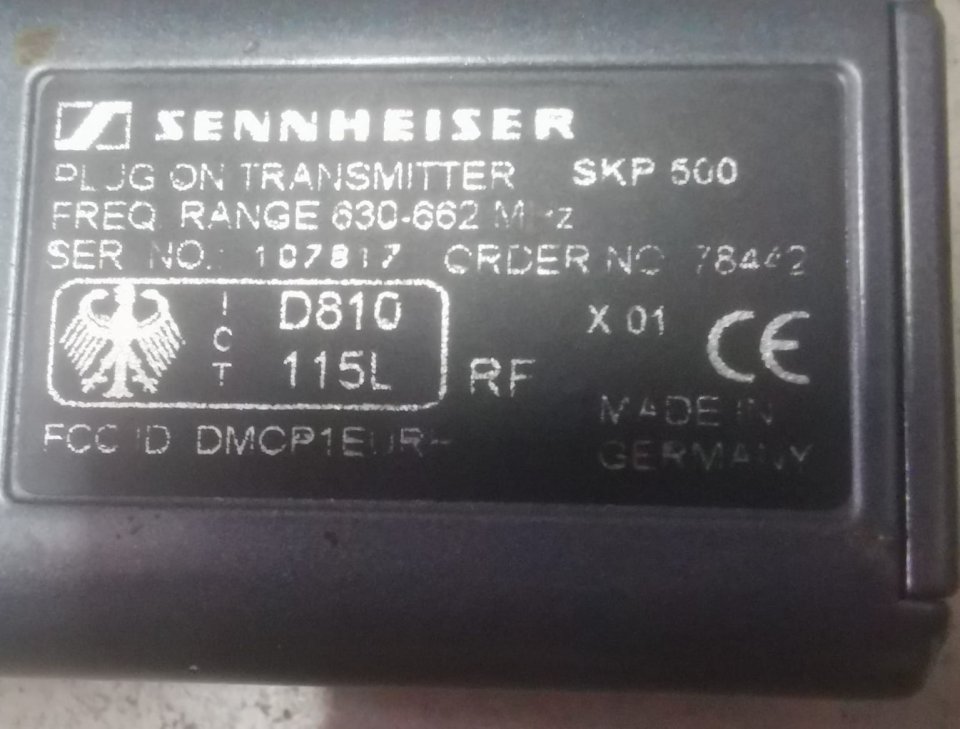 SENNHEISER
PLUG ON TRANSMITTER SKP 500
FREQ. RANGE 630-662 MHz
SER. NO.: 107817 ORDER NO 78442
ICT D810 X 01 CE
115L RF
MADE IN
FCC ID GERMANY